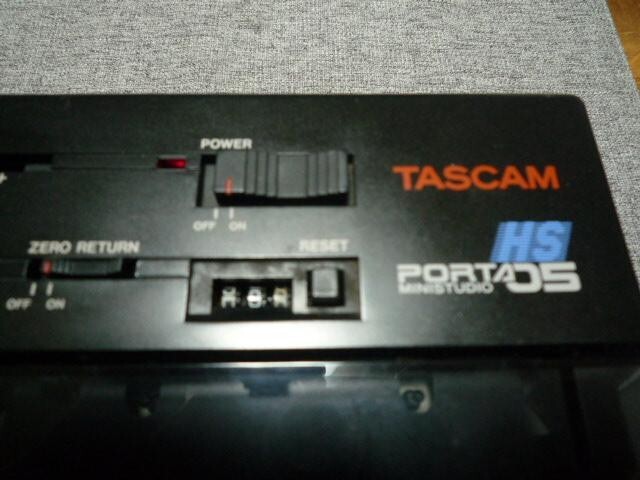 POWER
TASCAM
OFF ON
ZERO RETURN
RESET
HS
PORTA 05
MINISTUDIO
OFF ON